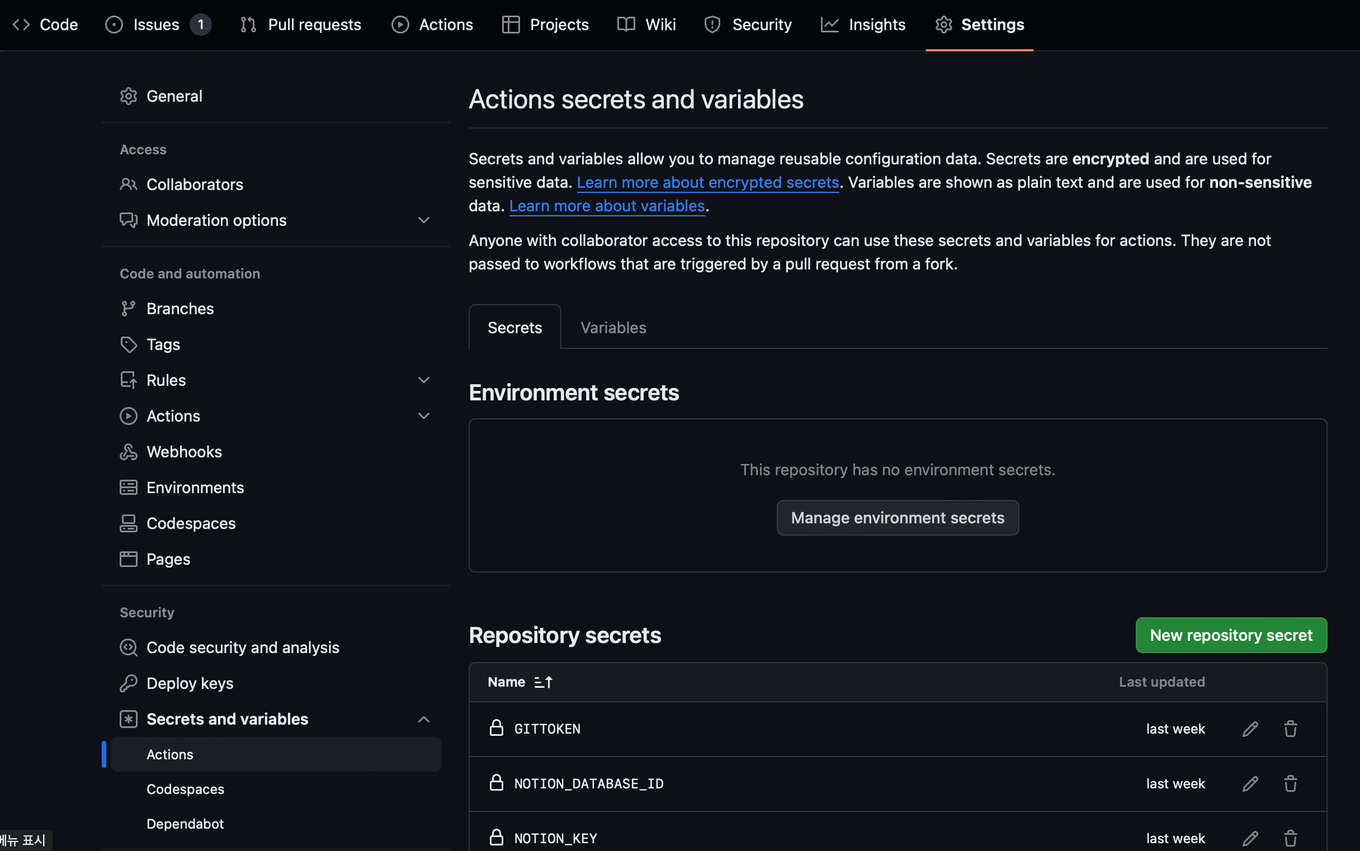 Code Issues 1 Pull requests Actions Projects Wiki Security Insights Settings
General
Access
Collaborators
Moderation options
Code and automation
Branches
Tags
Rules
Actions
Webhooks
Environments
Codespaces
Pages
Security
Code security and analysis
Deploy keys
Secrets and variables
Actions
Codespaces
Dependabot
메뉴 표시
Actions secrets and variables
Secrets and variables allow you to manage reusable configuration data. Secrets are encrypted and are used for
sensitive data. Learn more about encrypted secrets. Variables are shown as plain text and are used for non-sensitive
data. Learn more about variables.
Anyone with collaborator access to this repository can use these secrets and variables for actions. They are not
passed to workflows that are triggered by a pull request from a fork.
Secrets Variables
Environment secrets
This repository has no environment secrets.
Manage environment secrets
Repository secrets New repository secret
Name Last updated
GITTOKEN last week
NOTION_DATABASE_ID last week
NOTION_KEY last week